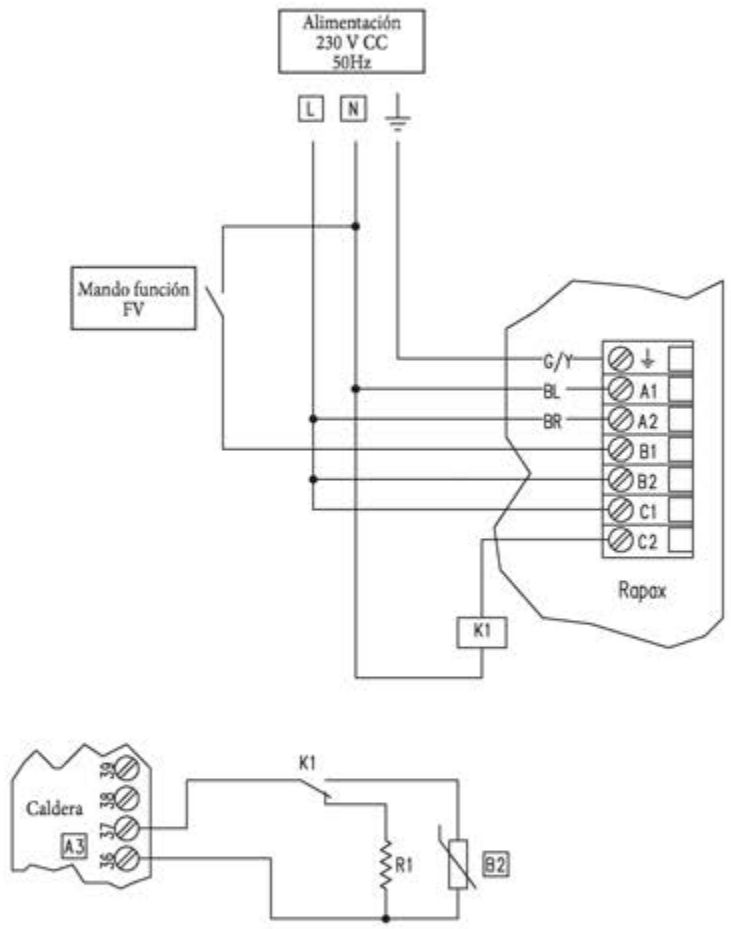 Alimentación
230 V CC
50Hz
L N
Mando función
FV
G/Y
BL A1
BR A2
B1
B2
C1
C2
Rapax
K1
39
38
37
36
Caldera
A3
K1
R1
B2